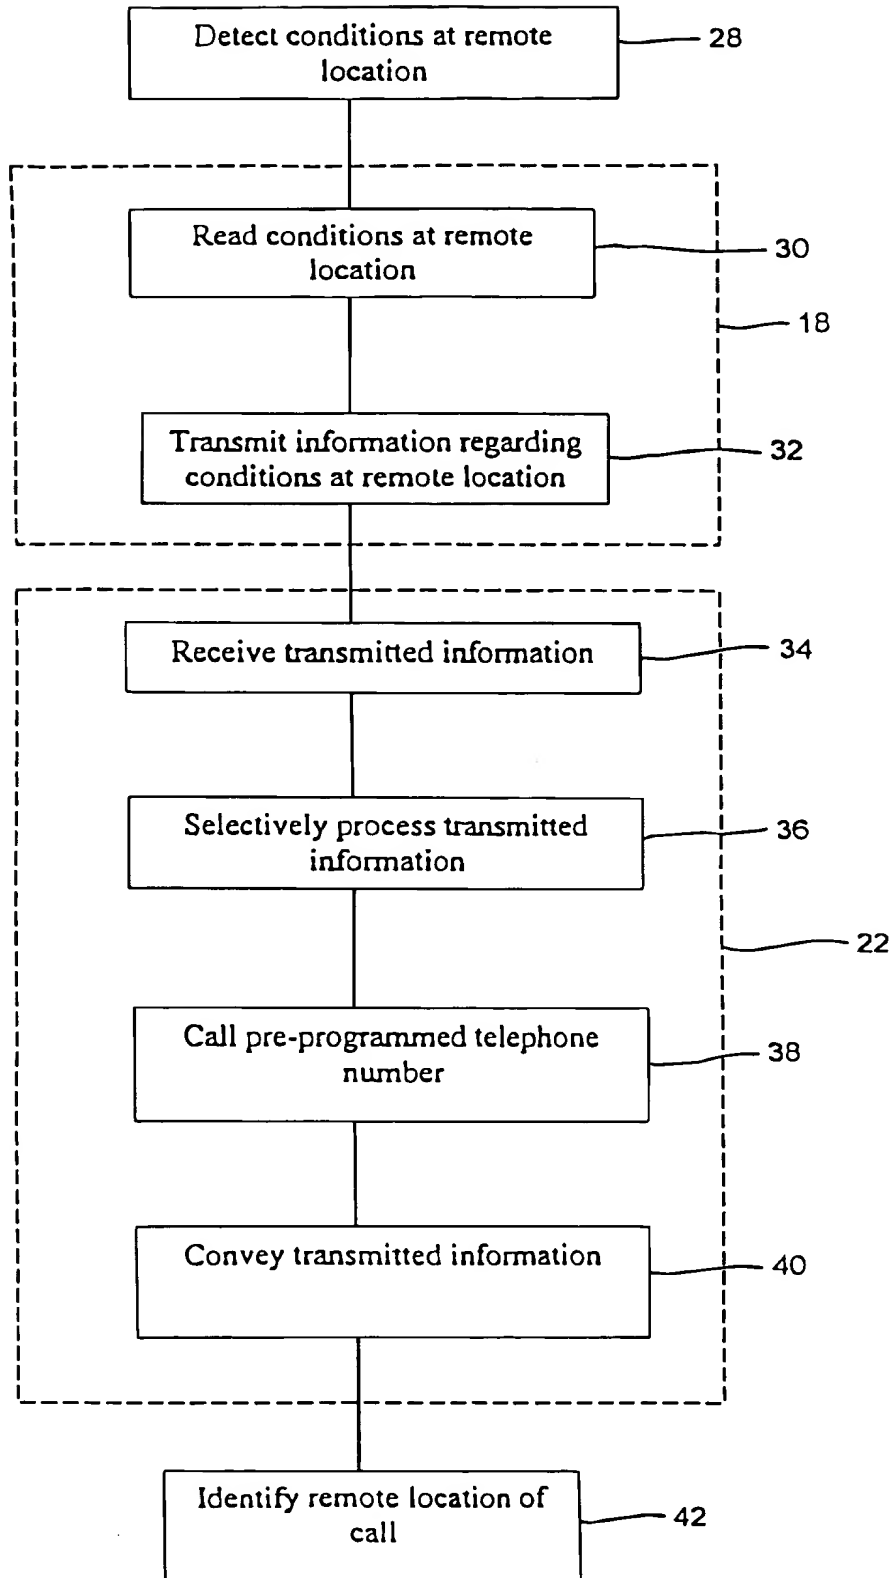 Detect conditions at remote
location
28
Read conditions at remote
location
30
18
Transmit information regarding
conditions at remote location
32
Receive transmitted information
34
Selectively process transmitted
information
36
22
Call pre-programmed telephone
number
38
Convey transmitted information
40
Identify remote location of
call
42